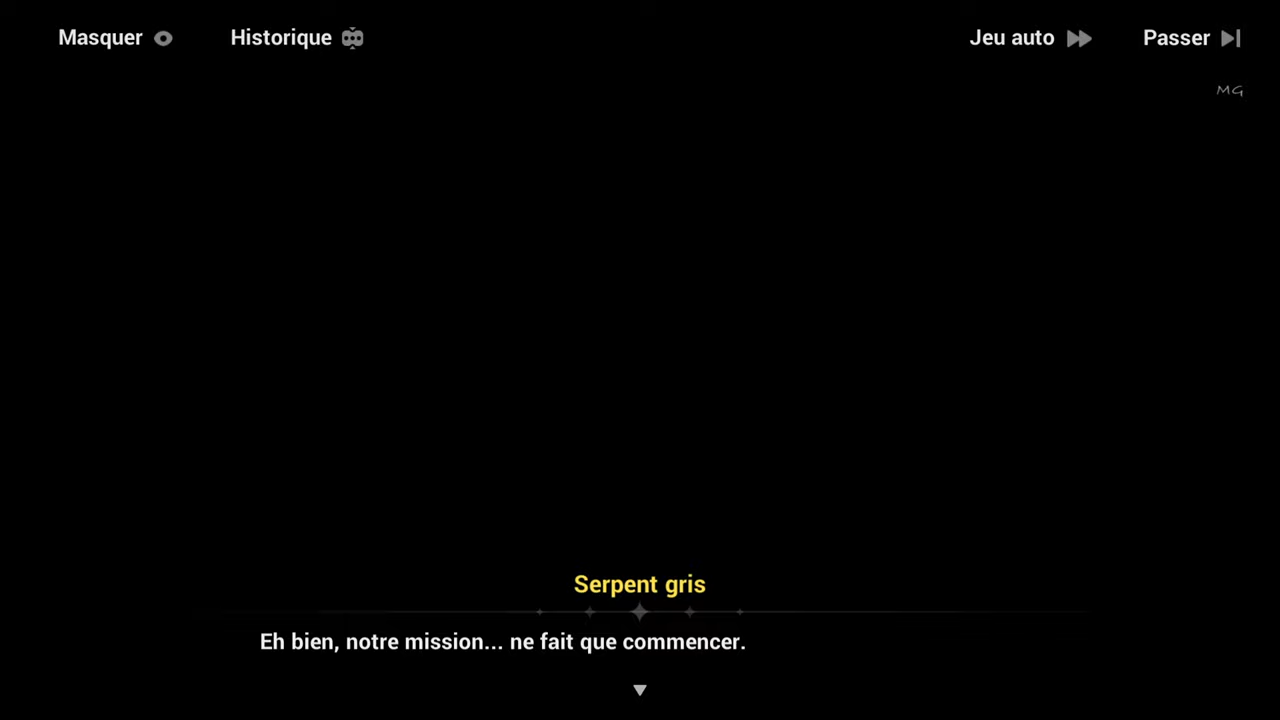 Masquer Historique Jeu auto Passer
MG
Serpent gris
Eh bien, notre mission... ne fait que commencer.